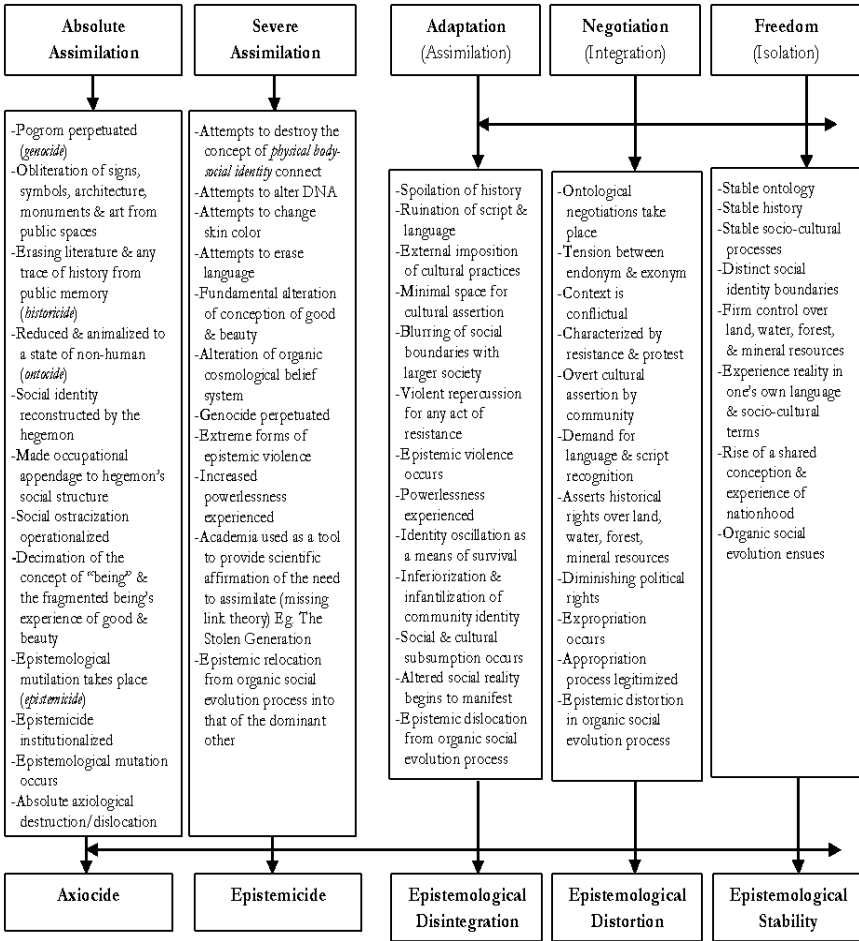 Absolute
Assimilation
-Pogrom perpetuated
(genocide)
-Obliteration of signs,
symbols, architecture,
monuments & art from
public spaces
-Erasing literature & any
trace of history from
public memory
(historicide)
-Reduced & animalized to
a state of non-human
(ontocide)
-Social identity
reconstructed by the
hegemon
-Made occupational
appendage to hegemon's
social structure
-Social ostracization
operationalized
-Decimation of the
concept of "being" &
the fragmented being's
experience of good &
beauty
-Epistemological
mutilation takes place
(epistemicide)
-Epistemicide
institutionalized
-Epistemological mutation
occurs
-Absolute axiological
destruction/dislocation
Axiocide
Severe
Assimilation
-Attempts to destroy the
concept of physical body-
social identity connect
-Attempts to alter DNA
-Attempts to change
skin color
-Attempts to erase
language
-Fundamental alteration
of conception of good
& beauty
-Alteration of organic
cosmological belief
system
-Genocide perpetuated
-Extreme forms of
epistemic violence
-Increased
powerlessness
experienced
-Academia used as a tool
to provide scientific
affirmation of the need
to assimilate (missing
link theory) Eg. The
Stolen Generation
-Epistemic relocation
from organic social
evolution process into
that of the dominant
other
Epistemicide
Adaptation
(Assimilation)
-Spoilation of history
-Ruination of script &
language
-External imposition
of cultural practices
-Minimal space for
cultural assertion
-Blurring of social
boundaries with
larger society
-Violent repercussion
for any act of
resistance
-Epistemic violence
occurs
-Powerlessness
experienced
-Identity oscillation as
a means of survival
-Inferiorization &
infantilization of
community identity
-Social & cultural
subsumption occurs
-Altered social reality
begins to manifest
-Epistemic dislocation
from organic social
evolution process
Epistemological
Disintegration
Negotiation
(Integration)
-Ontological
negotiations take
place
-Tension between
endonym & exonym
-Context is
conflictual
-Characterized by
resistance & protest
-Overt cultural
assertion by
community
-Demand for
language & script
recognition
-Asserts historical
rights over land,
water, forest,
mineral resources
-Diminishing political
rights
-Expropriation
occurs
-Appropriation
process legitimized
-Epistemic distortion
in organic social
evolution process
Epistemological
Distortion
Freedom
(Isolation)
-Stable ontology
-Stable history
-Stable socio-cultural
processes
-Distinct social
identity boundaries
-Firm control over
land, water, forest,
& mineral resources
-Experience reality in
one's own language
& socio-cultural
terms
-Rise of a shared
conception &
experience of
nationhood
-Organic social
evolution ensues
Epistemological
Stability